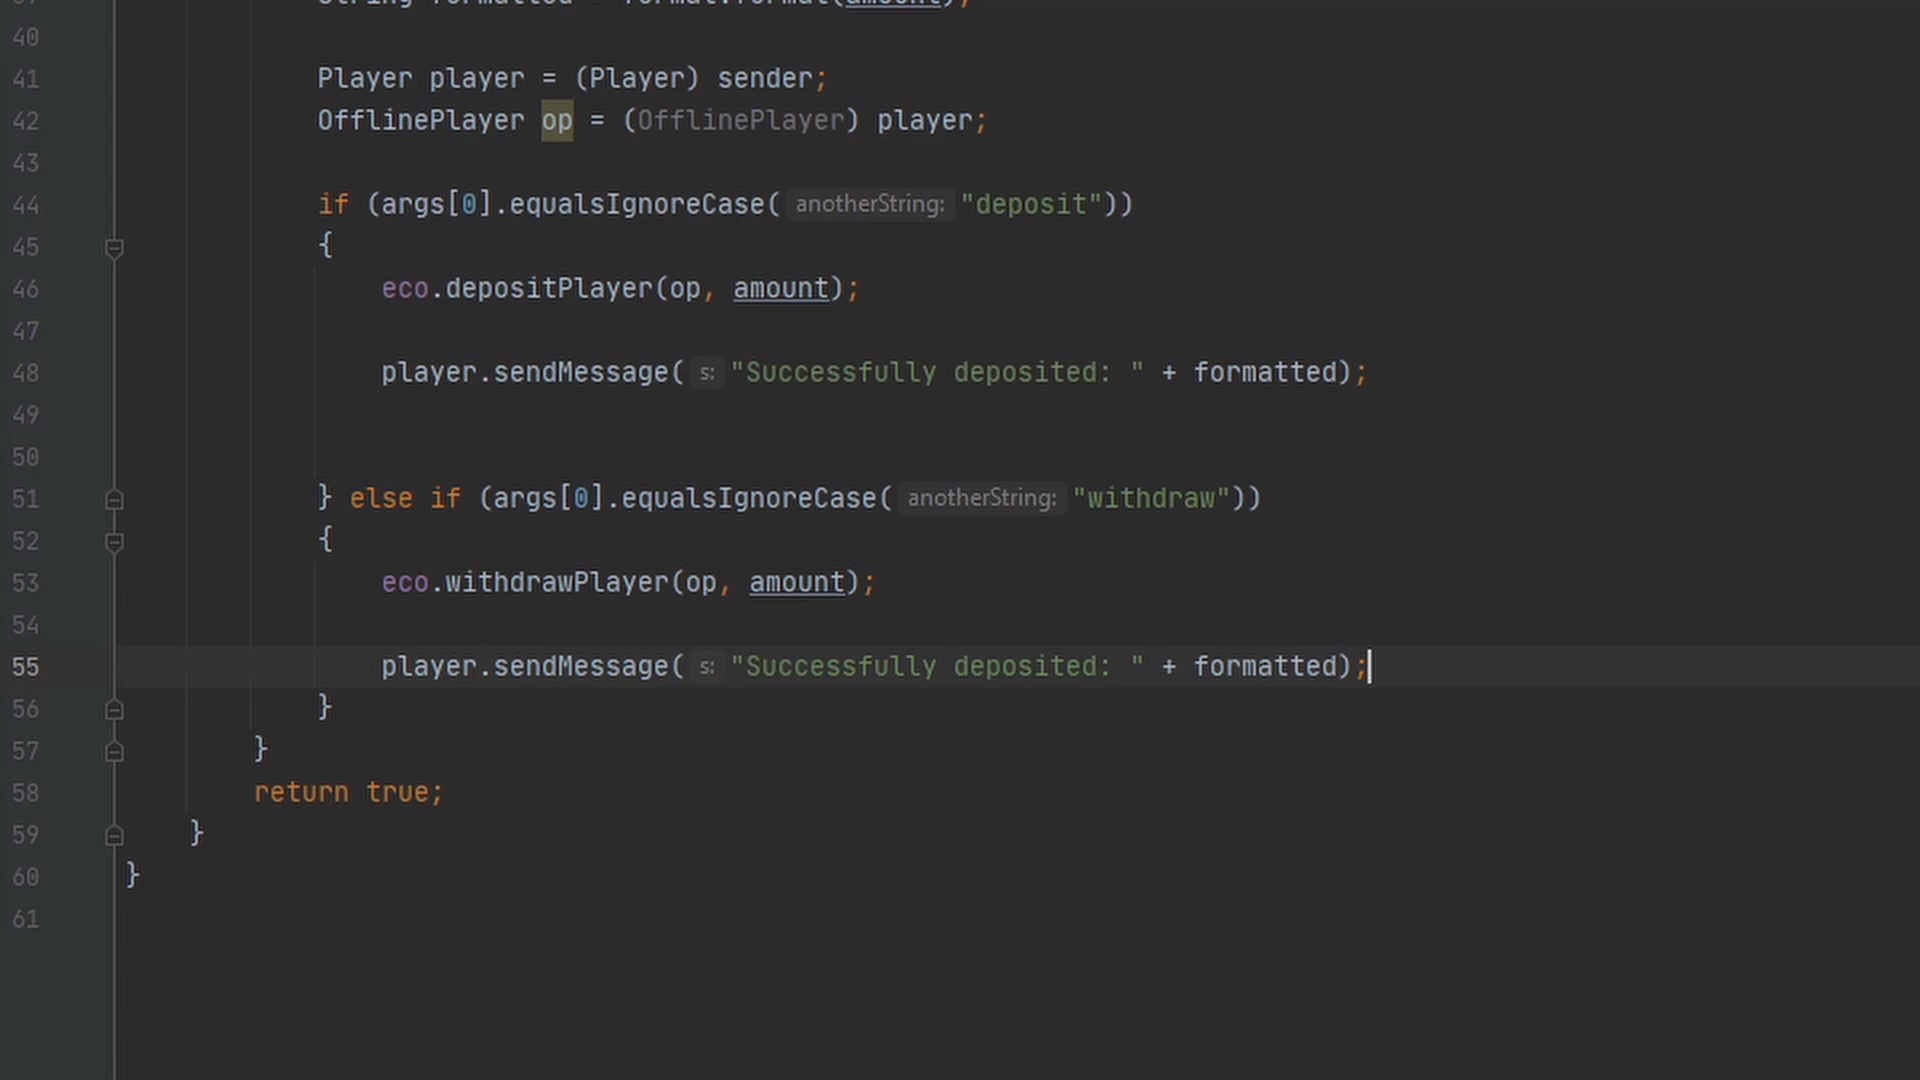 40
41 Player player = (Player) sender;
42 OfflinePlayer op = (OfflinePlayer) player;
43
44 if (args[0].equalsIgnoreCase( anotherString: "deposit"))
45 {
46 eco.depositPlayer(op, amount);
47
48 player.sendMessage( s: "Successfully deposited: " + formatted);
49
50
51 } else if (args[0].equalsIgnoreCase( anotherString: "withdraw"))
52 {
53 eco.withdrawPlayer(op, amount);
54
55 player.sendMessage( s: "Successfully deposited: " + formatted);
56 }
57 }
58 return true;
59 }
60 }
61